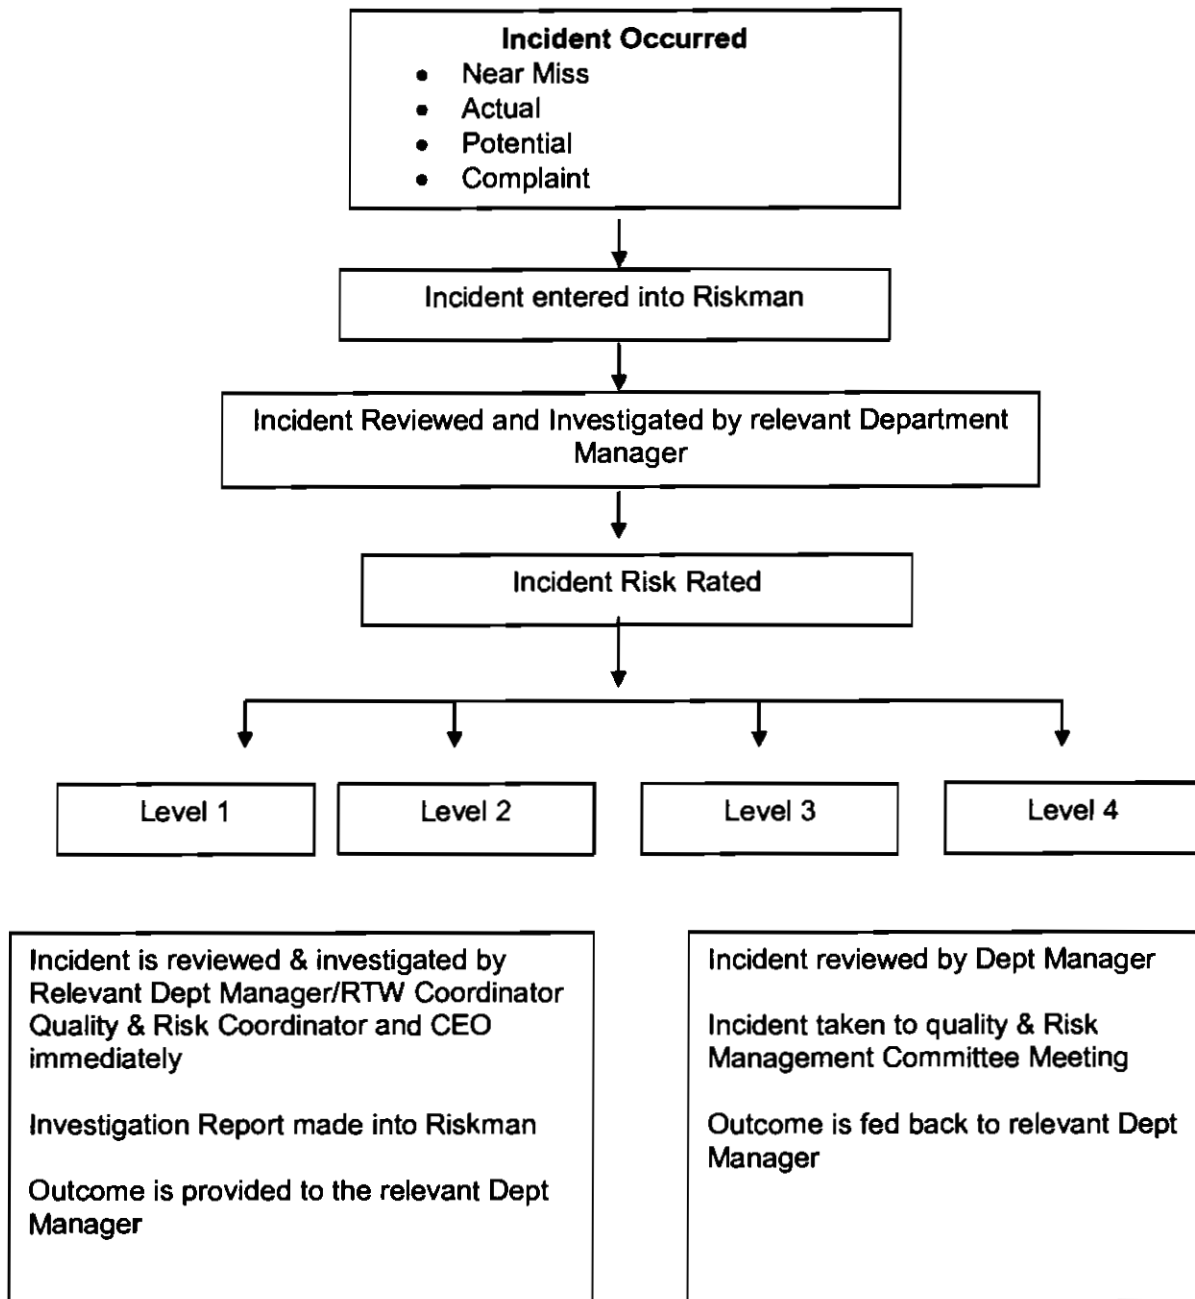 Incident Occurred
• Near Miss
• Actual
• Potential
• Complaint
Incident entered into Riskman
Incident Reviewed and Investigated by relevant Department
Manager
Incident Risk Rated
Level 1
Level 2
Level 3
Level 4
Incident is reviewed & investigated by
Relevant Dept Manager/RTW Coordinator
Quality & Risk Coordinator and CEO
immediately
Investigation Report made into Riskman
Outcome is provided to the relevant Dept
Manager
Incident reviewed by Dept Manager
Incident taken to quality & Risk
Management Committee Meeting
Outcome is fed back to relevant Dept
Manager